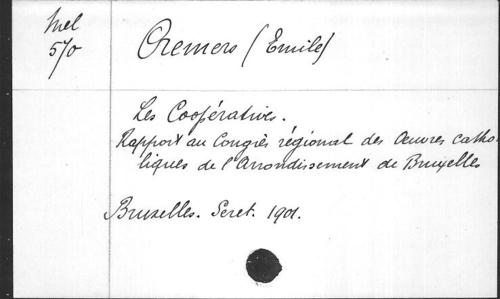 Mel
570
Cremers (Emile)
Les Coopératives.
Rapport au Congrès régional des Œuvres catho-
liques de l'Arrondissement de Bruxelles
Bruxelles. Seret. 1901.